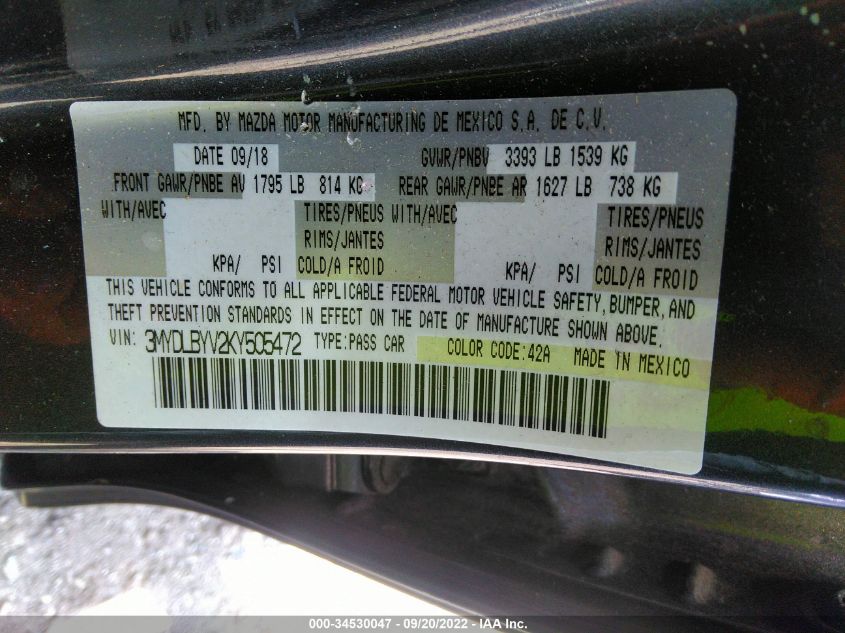 MFD. BY MAZDA MOTOR MANUFACTURING DE MEXICO S.A. DE C.V.
DATE 09/18 GVWR/PNBV 3393 LB 1539 KG
FRONT GAWR/PNBE AV 1795 LB 814 KG REAR GAWR/PNBE AR 1627 LB 738 KG
WITH/AVEC TIRES/PNEUS WITH/AVEC TIRES/PNEUS
RIMS/JANTES RIMS/JANTES
KPA/ PSI COLD/A FROID KPA/ PSI COLD/A FROID
THIS VEHICLE CONFORMS TO ALL APPLICABLE FEDERAL MOTOR VEHICLE SAFETY, BUMPER, AND
THEFT PREVENTION STANDARDS IN EFFECT ON THE DATE OF MANUFACTURE SHOWN ABOVE.
VIN: 3MYDLBYV2KY505472 TYPE:PASS CAR COLOR CODE:42A MADE IN MEXICO
000-34530047 - 09/20/2022 - IAA Inc.